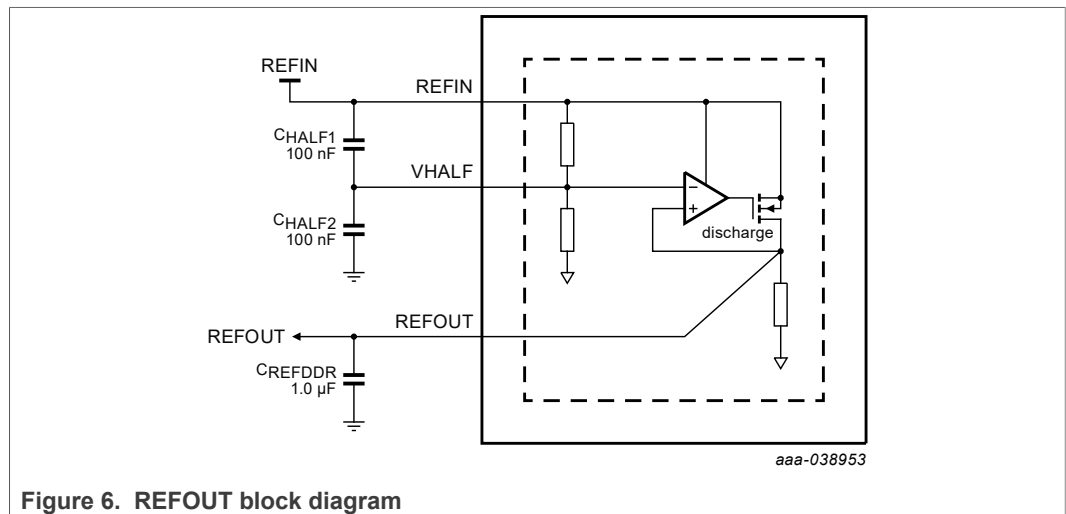 REFIN
REFIN
CHALF1
100 nF
VHALF
−
+
discharge
CHALF2
100 nF
REFOUT
REFOUT
CREFDDR
1.0 µF
aaa-038953
Figure 6. REFOUT block diagram